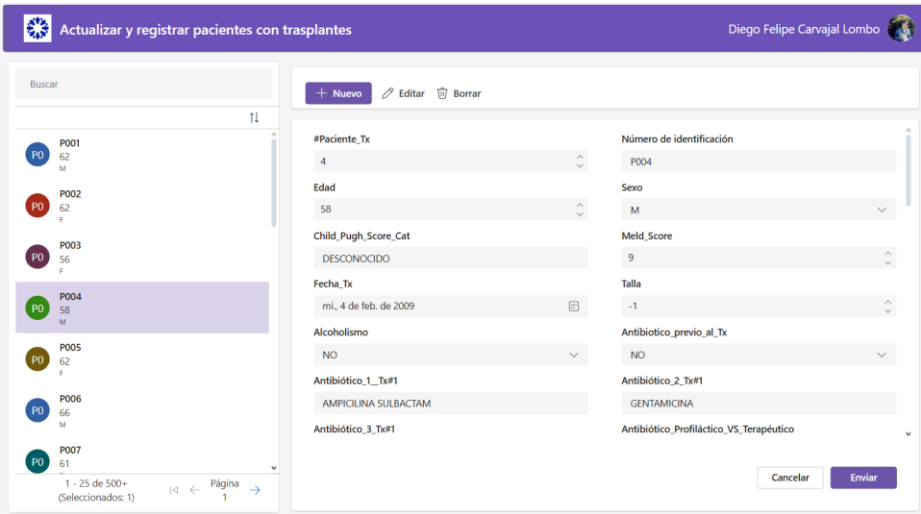 Actualizar y registrar pacientes con trasplantes
Diego Felipe Carvajal Lombo
Buscar
P0
P001
62
M
P0
P002
62
F
P0
P003
56
F
P0
P004
58
M
P0
P005
62
F
P0
P006
66
M
P0
P007
61
1 - 25 de 500+
(Seleccionados: 1)
Página
1
Nuevo
Editar
Borrar
#Paciente_Tx
Número de identificación
4
P004
Edad
Sexo
58
M
Child_Pugh_Score_Cat
Meld_Score
DESCONOCIDO
9
Fecha_Tx
Talla
mi., 4 de feb. de 2009
-1
Alcoholismo
Antibiotico_previo_al_Tx
NO
NO
Antibiótico_1__Tx#1
Antibiótico_2_Tx#1
AMPICILINA SULBACTAM
GENTAMICINA
Antibiótico_3_Tx#1
Antibiótico_Profiláctico_VS_Terapéutico
Cancelar
Enviar